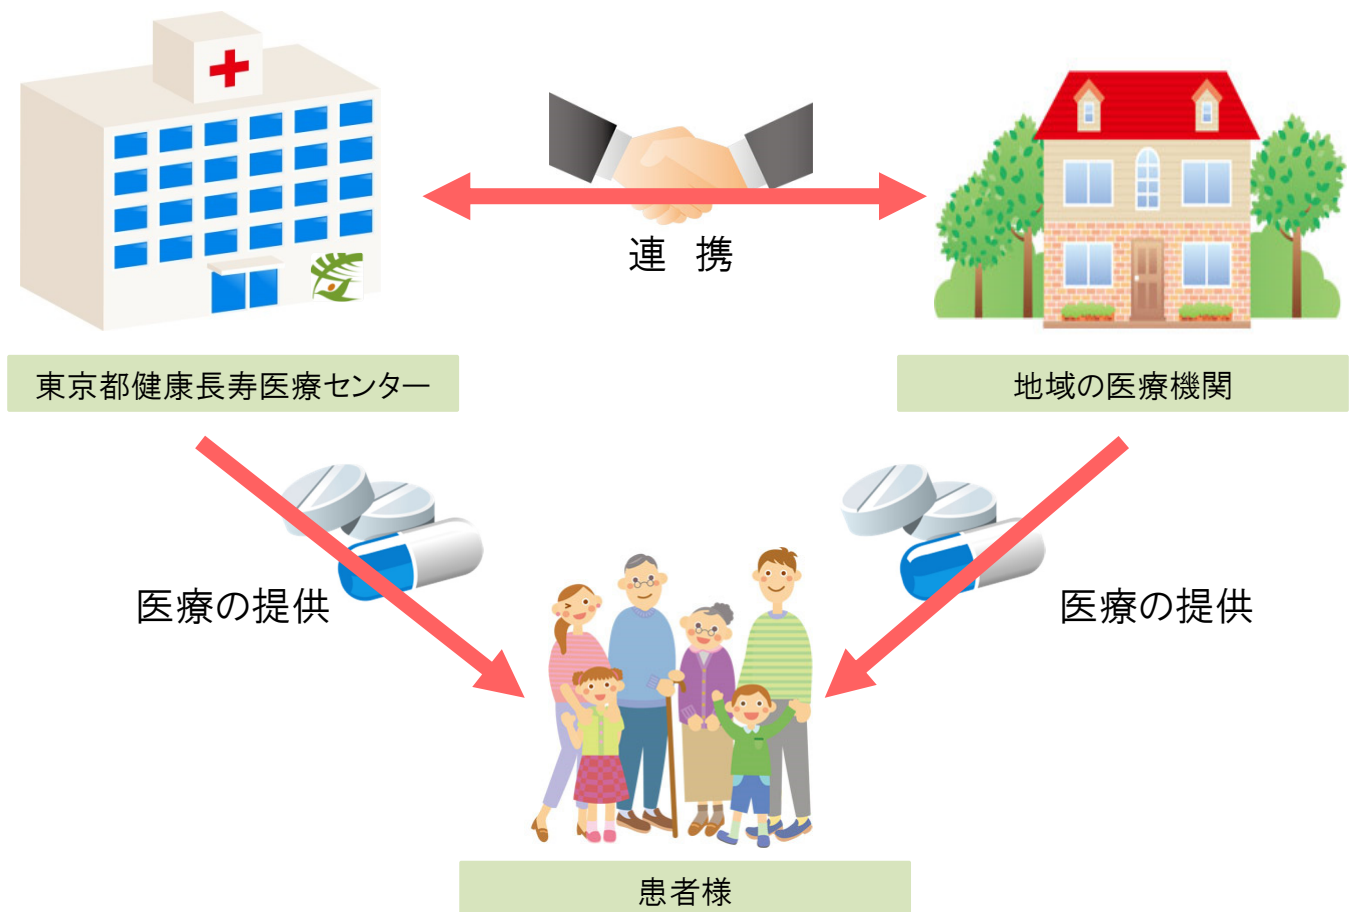 連 携
東京都健康長寿医療センター
地域の医療機関
医療の提供
医療の提供
患者様